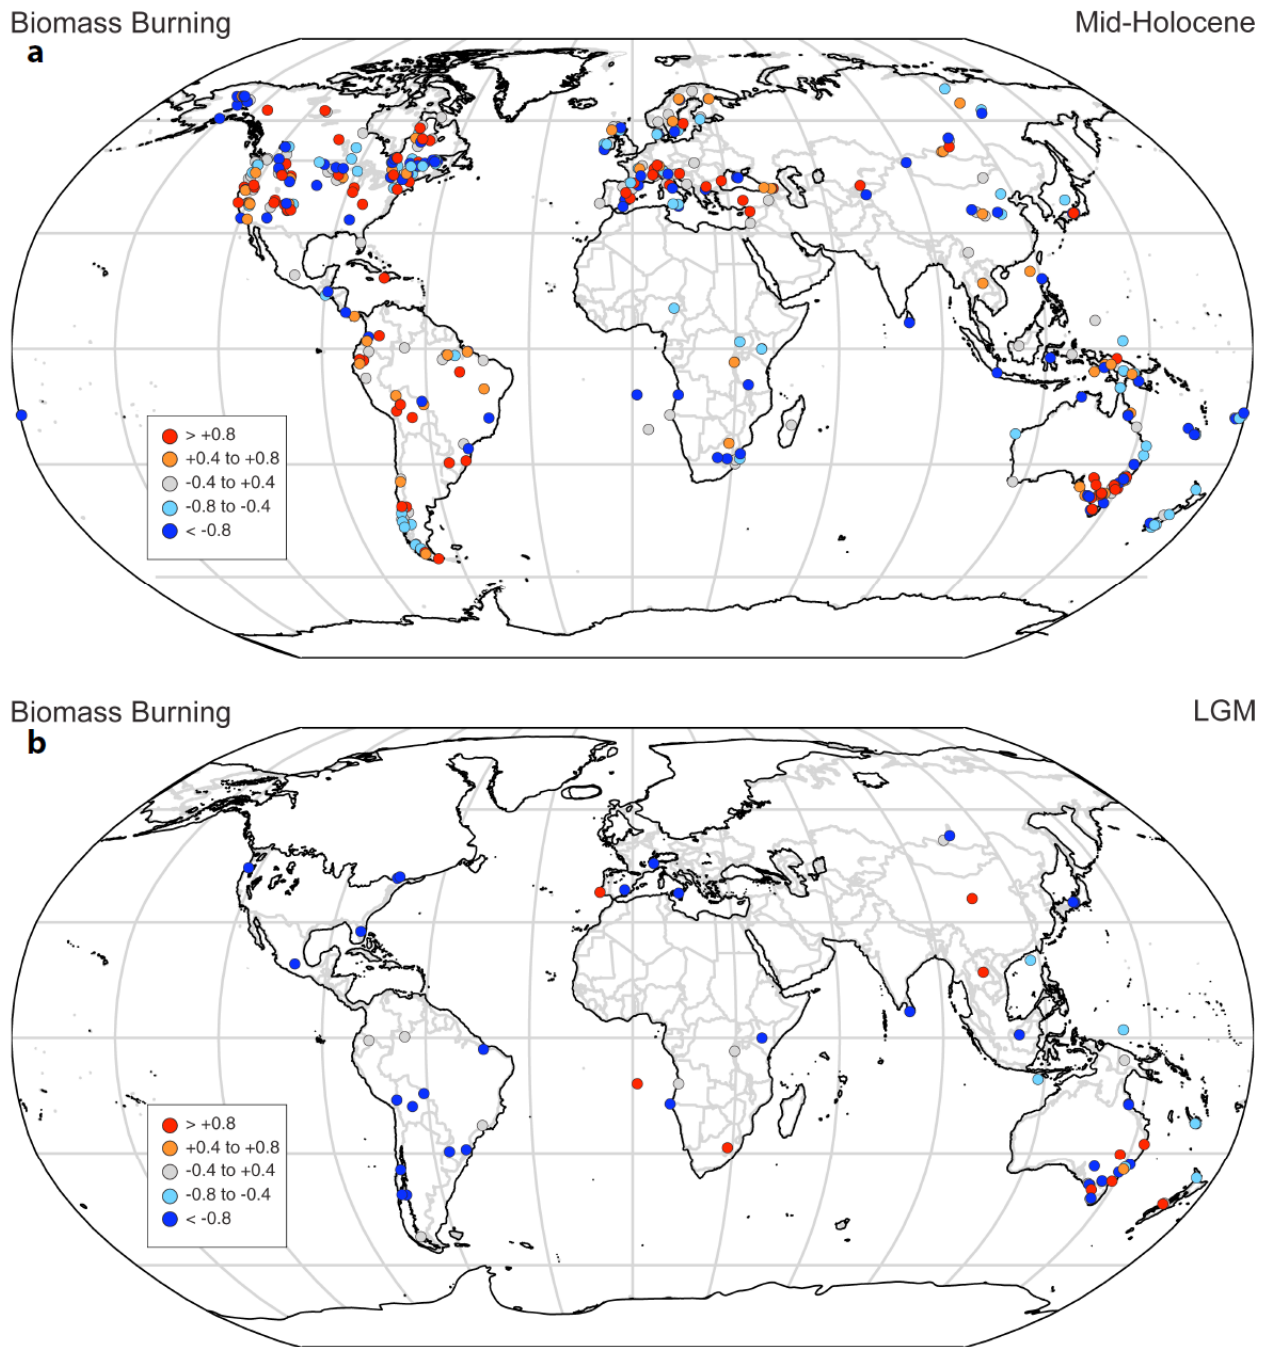 Biomass Burning Mid-Holocene
a
> +0.8
+0.4 to +0.8
-0.4 to +0.4
-0.8 to -0.4
< -0.8
Biomass Burning LGM
b
> +0.8
+0.4 to +0.8
-0.4 to +0.4
-0.8 to -0.4
< -0.8